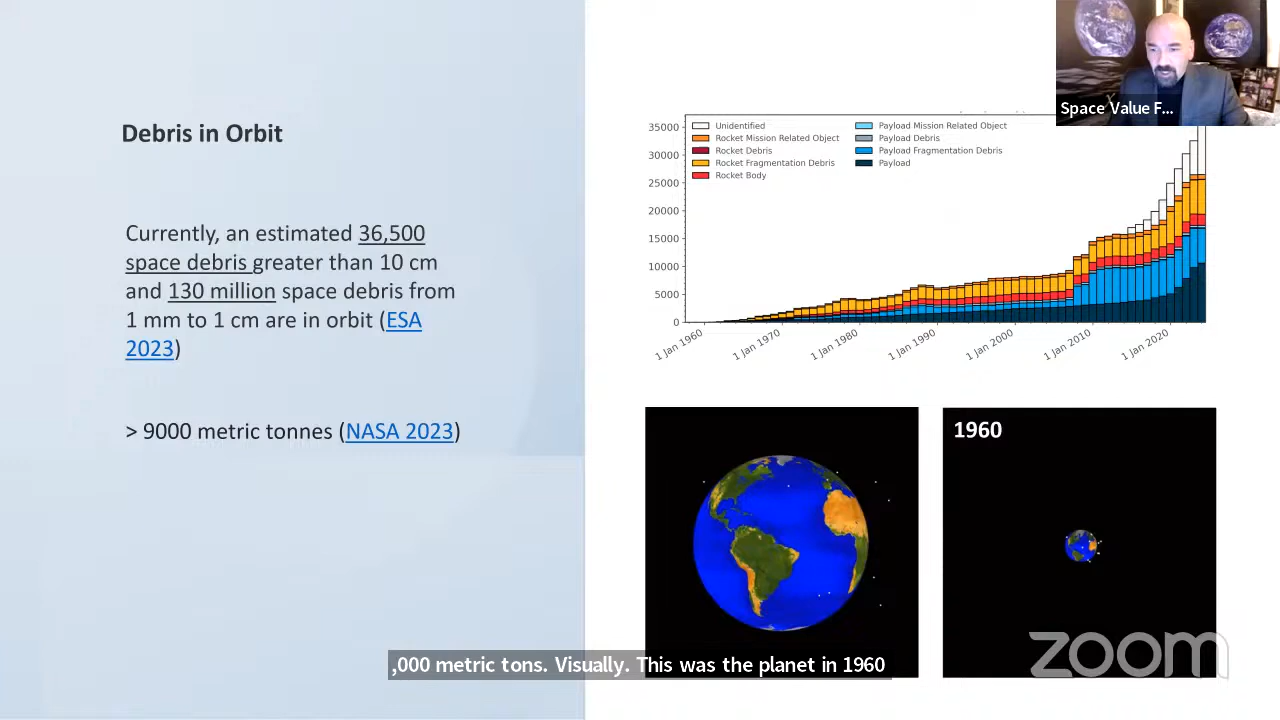 Debris in Orbit
Currently, an estimated 36,500
space debris greater than 10 cm
and 130 million space debris from
1 mm to 1 cm are in orbit (ESA
2023)
> 9000 metric tonnes (NASA 2023)
Space Value F...
Unidentified
Rocket Mission Related Object
Rocket Debris
Rocket Fragmentation Debris
Rocket Body
Payload Mission Related Object
Payload Debris
Payload Fragmentation Debris
Payload
35000
30000
25000
20000
15000
10000
5000
0
1 Jan 1960
1 Jan 1970
1 Jan 1980
1 Jan 1990
1 Jan 2000
1 Jan 2010
1 Jan 2020
1960
,000 metric tons. Visually. This was the planet in 1960
zoom